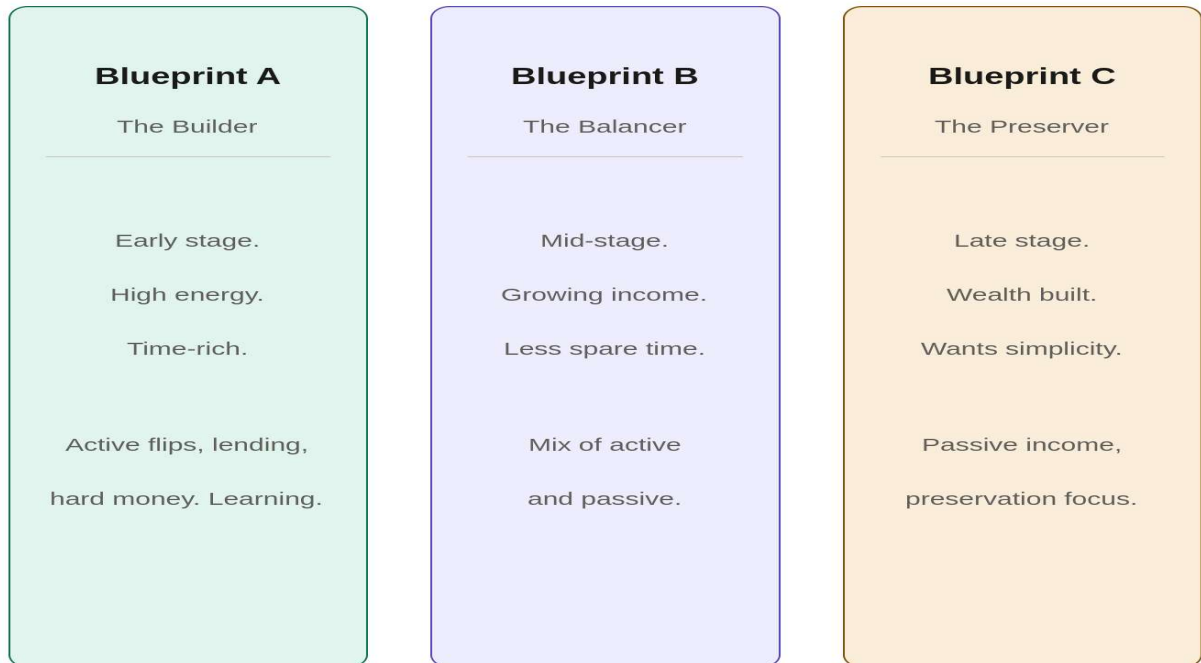 Blueprint A
The Builder
Early stage.
High energy.
Time-rich.
Active flips, lending,
hard money. Learning.
Blueprint B
The Balancer
Mid-stage.
Growing income.
Less spare time.
Mix of active
and passive.
Blueprint C
The Preserver
Late stage.
Wealth built.
Wants simplicity.
Passive income,
preservation focus.